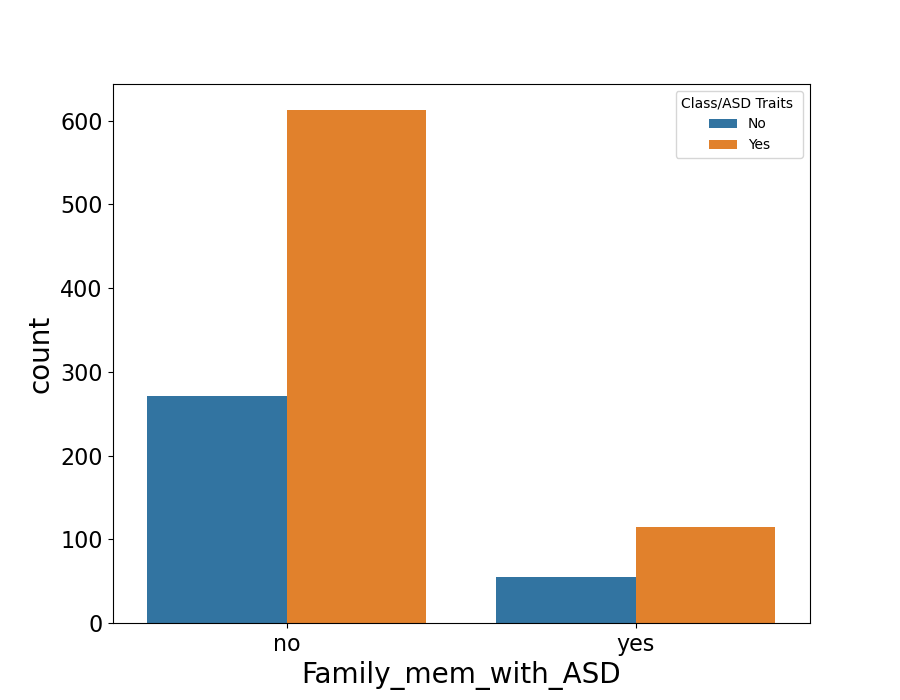 Class/ASD Traits
No
Yes
600
500
400
300
200
100
0
count
no
yes
Family_mem_with_ASD